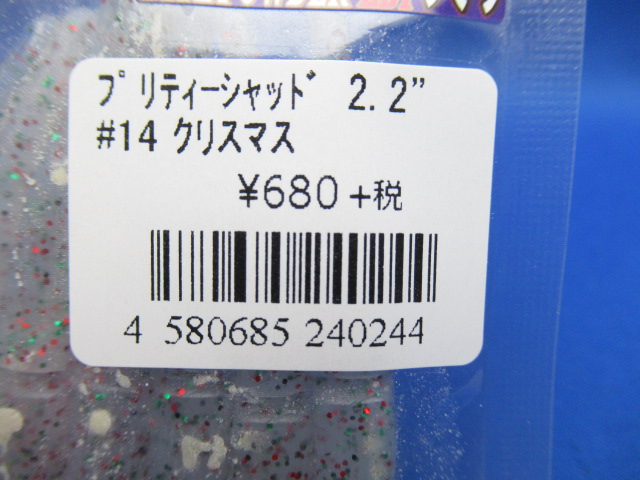 プリティーシャッド 2.2”
#14 クリスマス
¥680 +税
4 580685 240244